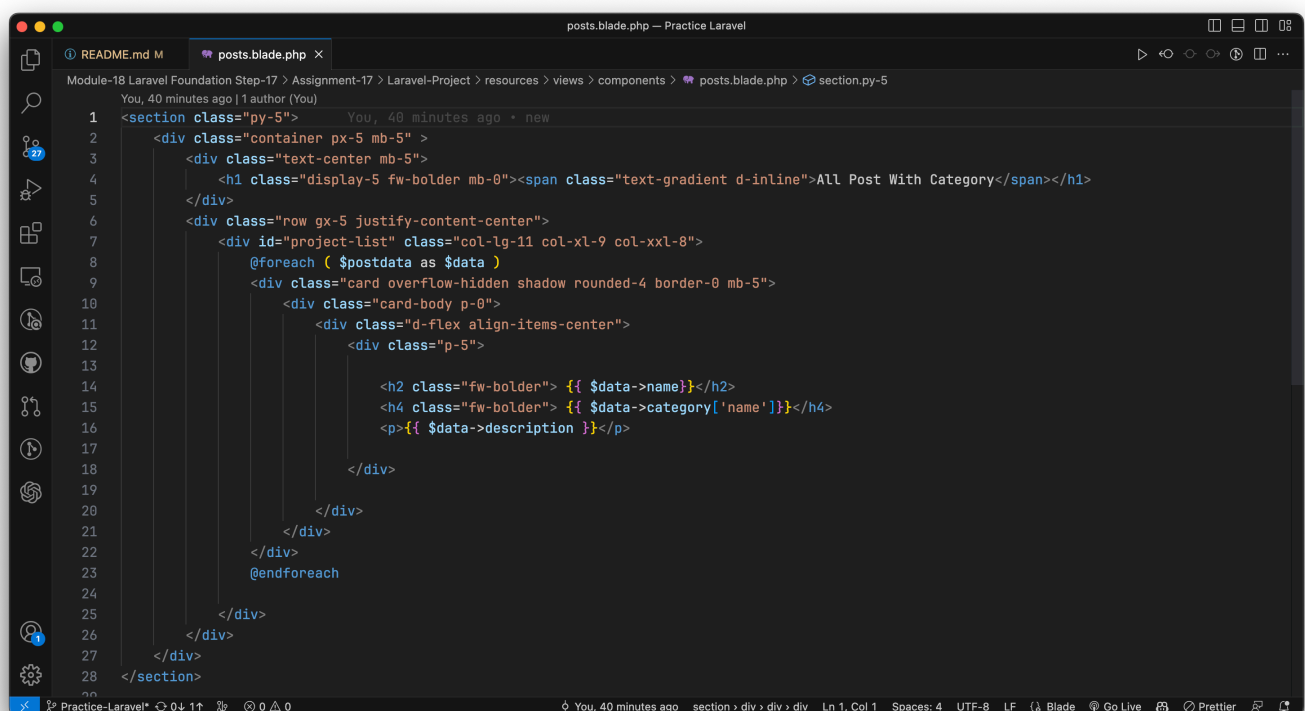 posts.blade.php — Practice Laravel
README.md M
posts.blade.php
Module-18 Laravel Foundation Step-17 > Assignment-17 > Laravel-Project > resources > views > components > posts.blade.php > section.py-5
You, 40 minutes ago | 1 author (You)
1 <section class="py-5"> You, 40 minutes ago • new
2 <div class="container px-5 mb-5" >
3 <div class="text-center mb-5">
4 <h1 class="display-5 fw-bolder mb-0"><span class="text-gradient d-inline">All Post With Category</span></h1>
5 </div>
6 <div class="row gx-5 justify-content-center">
7 <div id="project-list" class="col-lg-11 col-xl-9 col-xxl-8">
8 @foreach ( $postdata as $data )
9 <div class="card overflow-hidden shadow rounded-4 border-0 mb-5">
10 <div class="card-body p-0">
11 <div class="d-flex align-items-center">
12 <div class="p-5">
13
14 <h2 class="fw-bolder"> {{ $data->name}}</h2>
15 <h4 class="fw-bolder"> {{ $data->category['name']}}</h4>
16 <p>{{ $data->description }}</p>
17
18 </div>
19
20 </div>
21 </div>
22 </div>
23 @endforeach
24
25 </div>
26 </div>
27 </div>
28 </section>
29
27
1
Practice-Laravel* 0↓ 1↑ 0 0 You, 40 minutes ago section > div > div > div Ln 1, Col 1 Spaces: 4 UTF-8 LF Blade Go Live Prettier